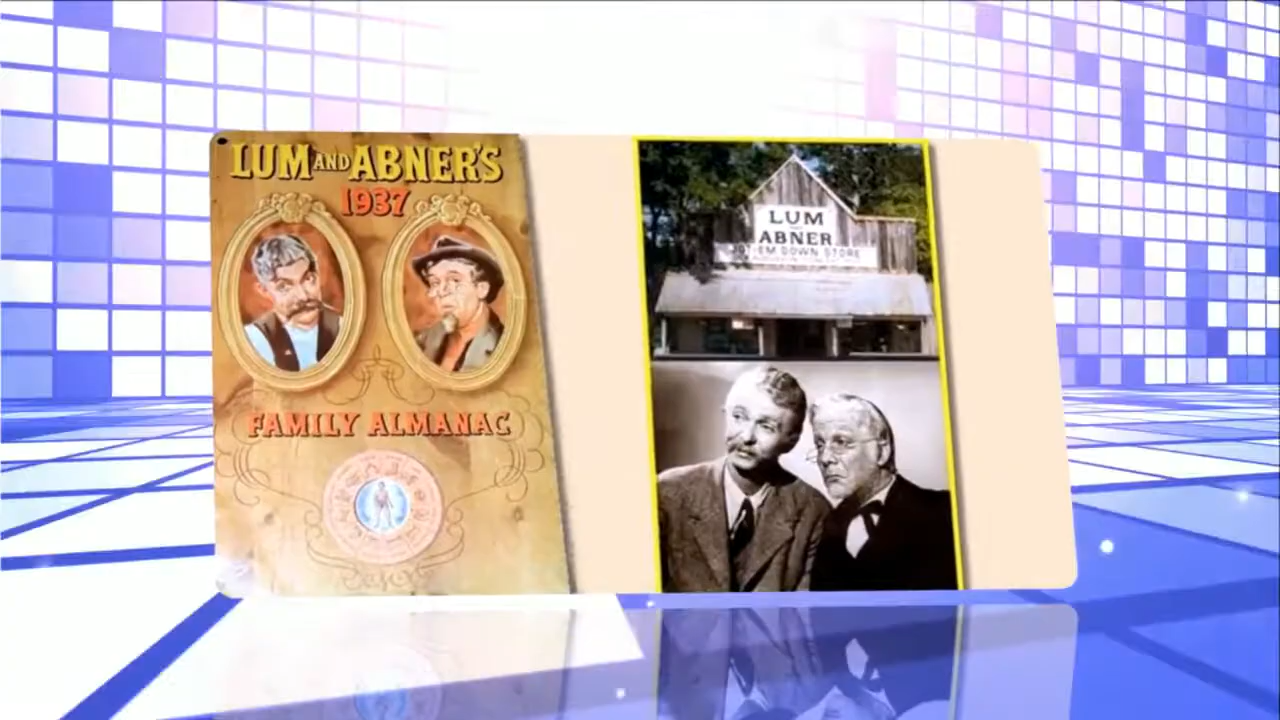 LUM AND ABNER'S
1937
FAMILY ALMANAC
LUM
ABNER
JOT-EM DOWN STORE